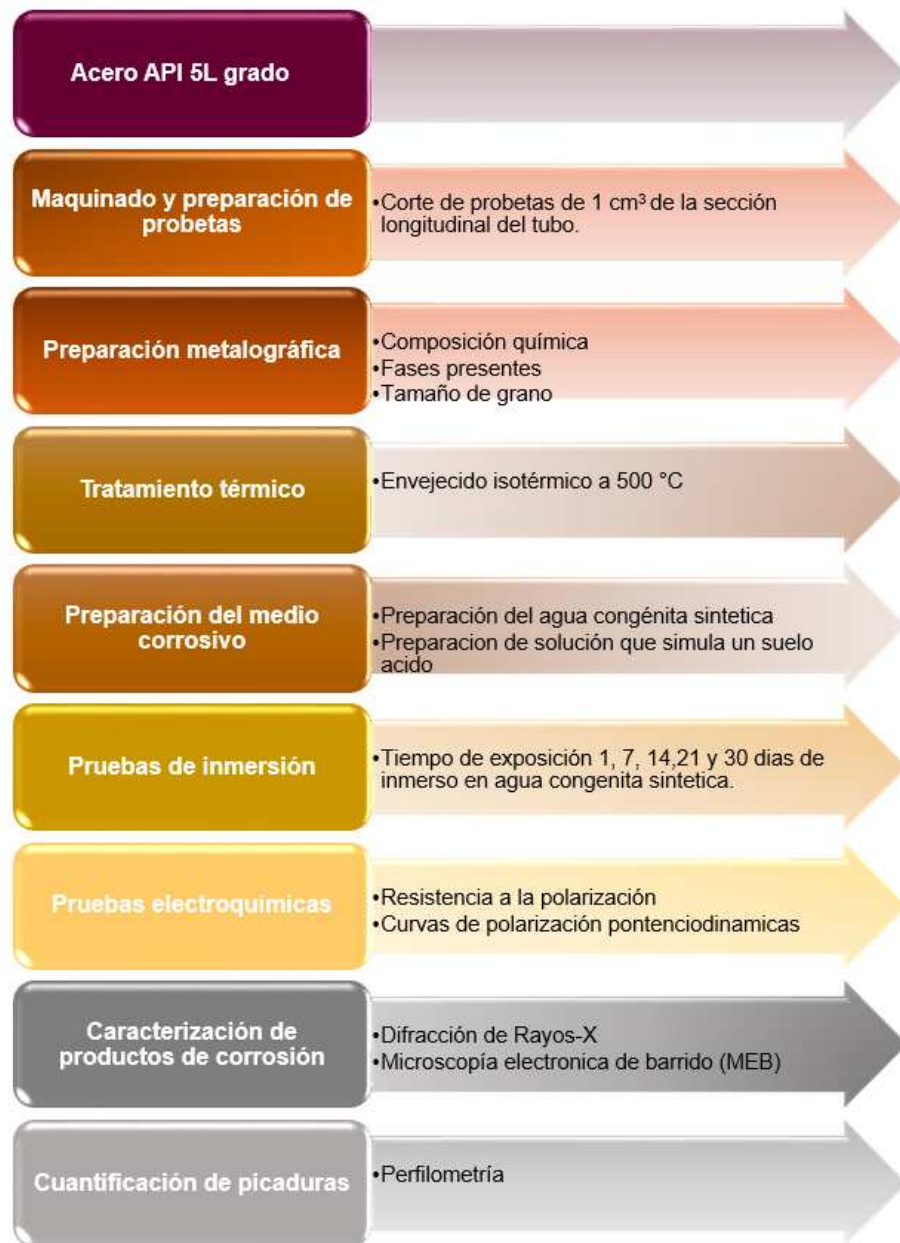 Acero API 5L grado
Maquinado y preparación de
probetas
•Corte de probetas de 1 cm³ de la sección
longitudinal del tubo.
Preparación metalográfica
•Composición química
•Fases presentes
•Tamaño de grano
Tratamiento térmico
•Envejecido isotérmico a 500 °C
Preparación del medio
corrosivo
•Preparación del agua congénita sintetica
•Preparacion de solución que simula un suelo
acido
Pruebas de inmersión
•Tiempo de exposición 1, 7, 14,21 y 30 dias de
inmerso en agua congenita sintetica.
Pruebas electroquímicas
•Resistencia a la polarización
•Curvas de polarización pontenciodinamicas
Caracterización de
productos de corrosión
•Difracción de Rayos-X
•Microscopía electronica de barrido (MEB)
Cuantificación de picaduras
•Perfilometría